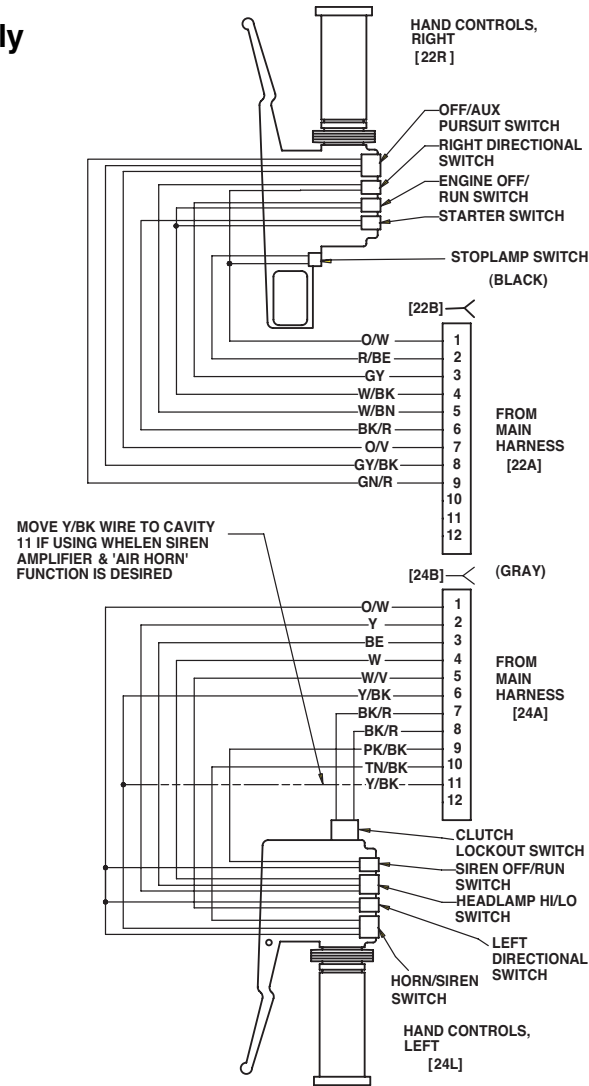 ly
HAND CONTROLS,
RIGHT
[22R]
OFF/AUX
PURSUIT SWITCH
RIGHT DIRECTIONAL
SWITCH
ENGINE OFF/
RUN SWITCH
STARTER SWITCH
STOPLAMP SWITCH
(BLACK)
[22B]
O/W 1
R/BE 2
GY 3
W/BK 4
W/BN 5
BK/R 6
O/V 7
GY/BK 8
GN/R 9
10
11
12
FROM
MAIN
HARNESS
[22A]
MOVE Y/BK WIRE TO CAVITY
11 IF USING WHELEN SIREN
AMPLIFIER & 'AIR HORN'
FUNCTION IS DESIRED
[24B]
(GRAY)
O/W 1
Y 2
BE 3
W 4
W/V 5
Y/BK 6
BK/R 7
BK/R 8
PK/BK 9
TN/BK 10
Y/BK 11
12
FROM
MAIN
HARNESS
[24A]
CLUTCH
LOCKOUT SWITCH
SIREN OFF/RUN
SWITCH
HEADLAMP HI/LO
SWITCH
LEFT
DIRECTIONAL
SWITCH
HORN/SIREN
SWITCH
HAND CONTROLS,
LEFT
[24L]